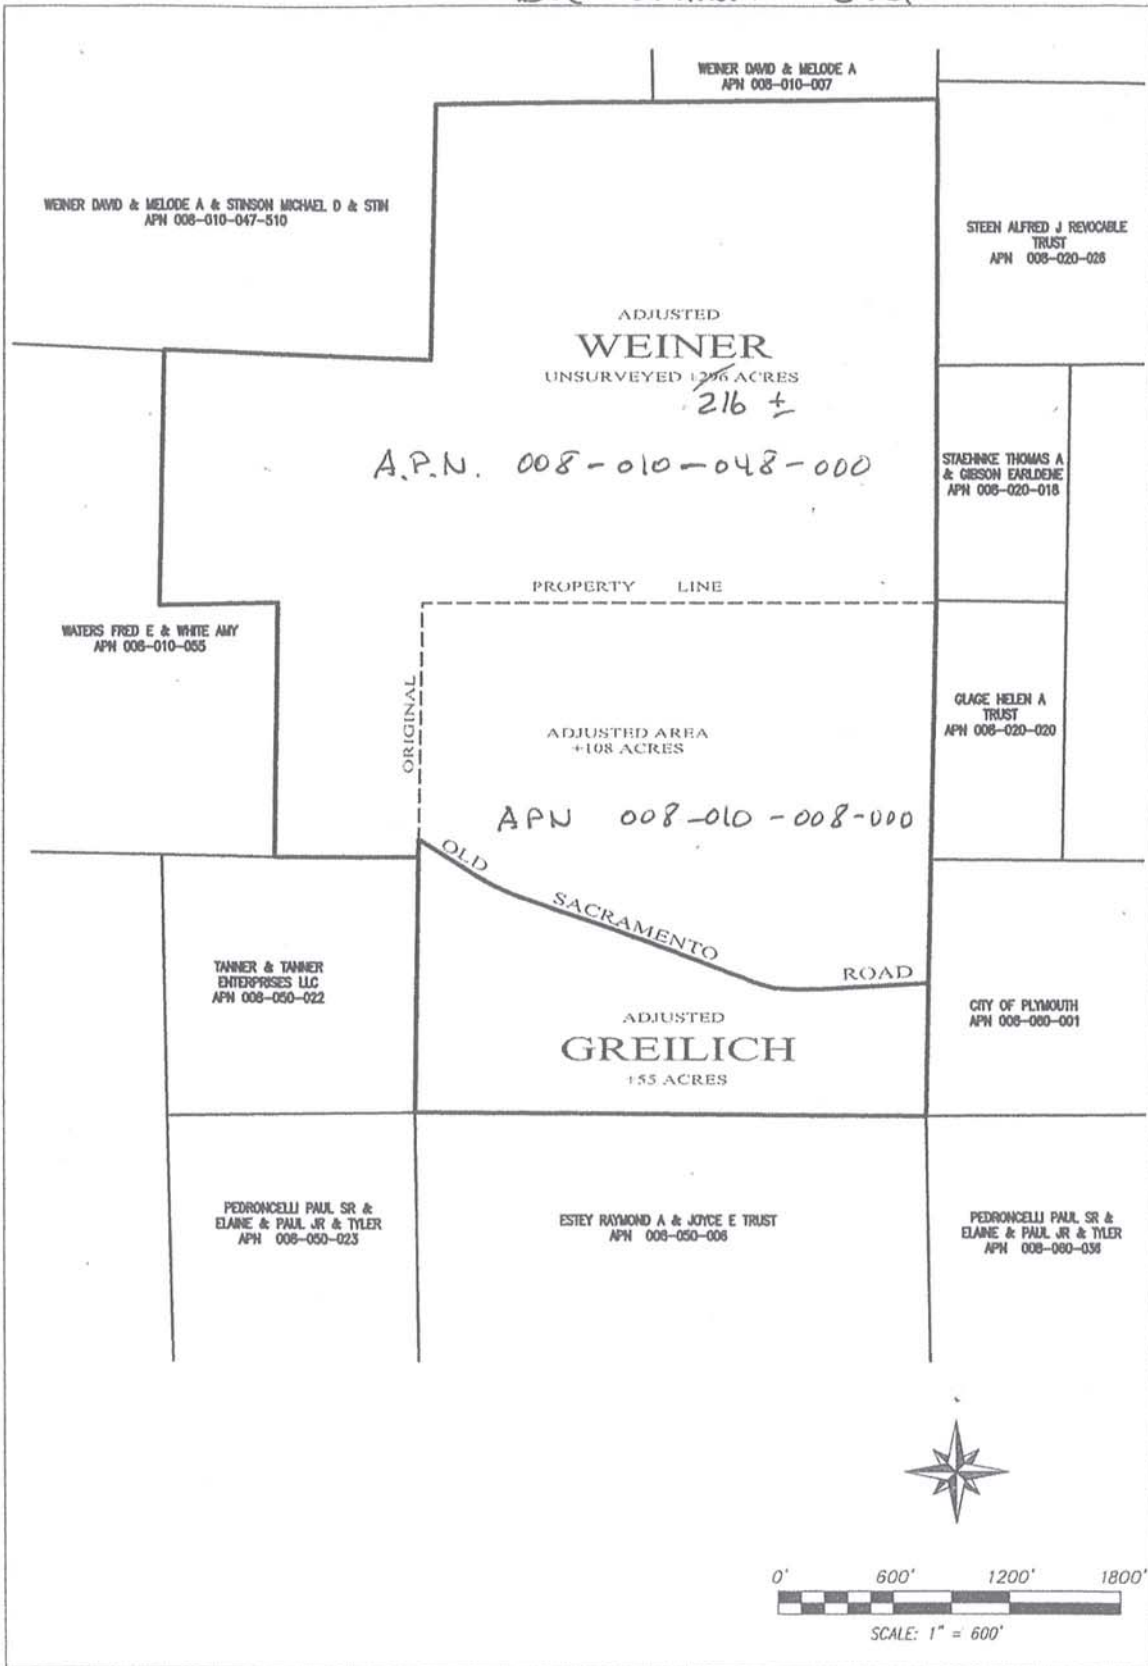 WEINER DAVID & MELODE A
APN 008-010-007
WEINER DAVID & MELODE A & STINSON MICHAEL D & STIN
APN 008-010-047-510
STEEN ALFRED J REVOCABLE
TRUST
APN 008-020-026
ADJUSTED
WEINER
UNSURVEYED ACRES
216 ±
A.P.N. 008-010-048-000
STAEHNKE THOMAS A
& GIBSON EARLDENE
APN 008-020-018
PROPERTY LINE
WATERS FRED E & WHITE AMY
APN 008-010-055
ORIGINAL
GLAGE HELEN A
TRUST
APN 008-020-020
ADJUSTED AREA
±108 ACRES
APN 008-010-008-000
OLD SACRAMENTO ROAD
TANNER & TANNER
ENTERPRISES LLC
APN 008-050-022
CITY OF PLYMOUTH
APN 008-060-001
ADJUSTED
GREILICH
±55 ACRES
PEDRONCELLI PAUL SR &
ELAINE & PAUL JR & TYLER
APN 008-050-023
ESTEY RAYMOND A & JOYCE E TRUST
APN 008-050-006
PEDRONCELLI PAUL SR &
ELAINE & PAUL JR & TYLER
APN 008-060-036
0' 600' 1200' 1800'
SCALE: 1" = 600'